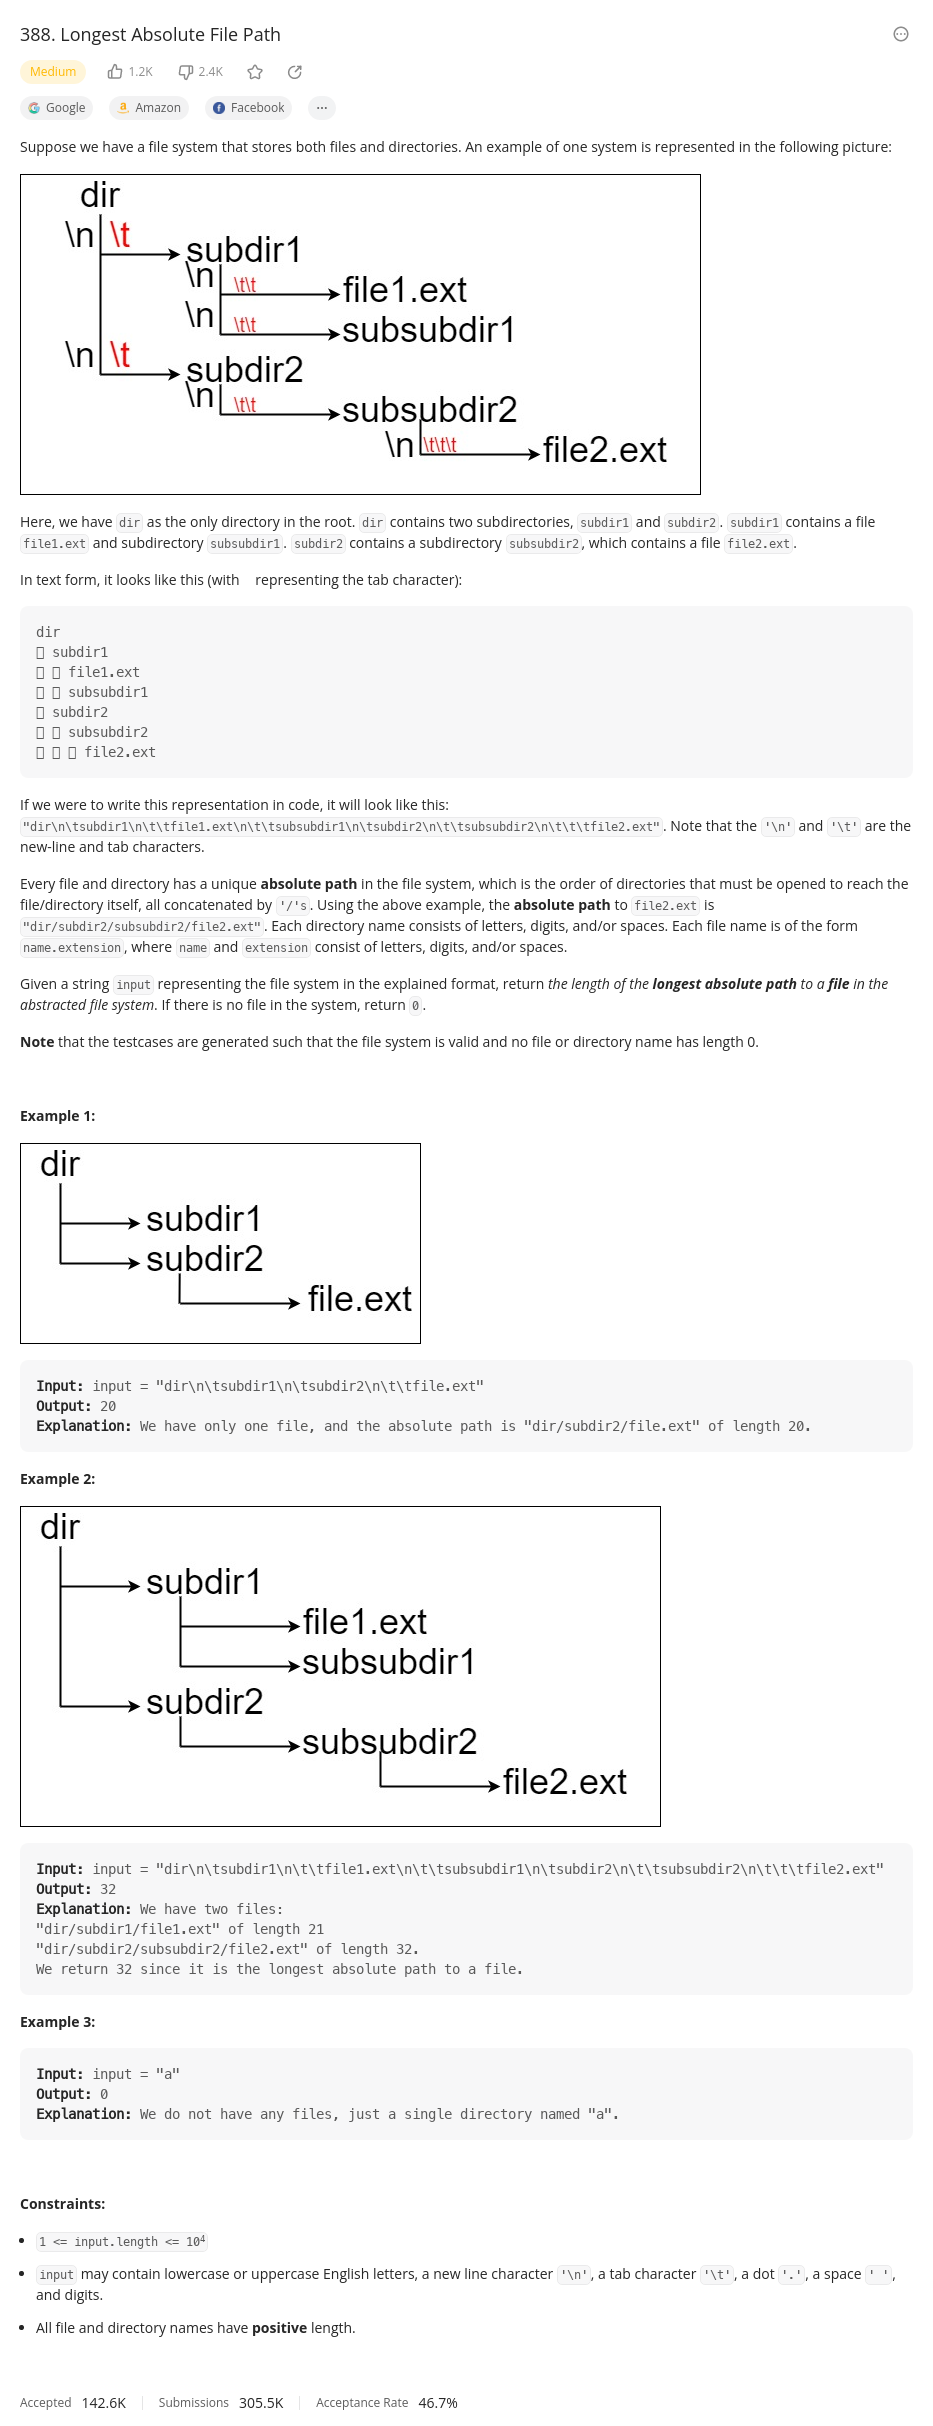 388. Longest Absolute File Path
Medium 1.2K 2.4K
Google Amazon Facebook ···
Suppose we have a file system that stores both files and directories. An example of one system is represented in the following picture:
dir
\n \t
subdir1
\n \t\t
file1.ext
\n \t\t
subsubdir1
\n \t
subdir2
\n \t\t
subsubdir2
\n \t\t\t
file2.ext
Here, we have dir as the only directory in the root. dir contains two subdirectories, subdir1 and subdir2. subdir1 contains a file
file1.ext and subdirectory subsubdir1. subdir2 contains a subdirectory subsubdir2, which contains a file file2.ext.
In text form, it looks like this (with representing the tab character):
dir
subdir1
file1.ext
subsubdir1
subdir2
subsubdir2
file2.ext
If we were to write this representation in code, it will look like this:
"dir\n\tsubdir1\n\t\tfile1.ext\n\t\tsubsubdir1\n\tsubdir2\n\t\tsubsubdir2\n\t\t\tfile2.ext". Note that the '\n' and '\t' are the
new-line and tab characters.
Every file and directory has a unique absolute path in the file system, which is the order of directories that must be opened to reach the
file/directory itself, all concatenated by '/'s. Using the above example, the absolute path to file2.ext is
"dir/subdir2/subsubdir2/file2.ext". Each directory name consists of letters, digits, and/or spaces. Each file name is of the form
name.extension, where name and extension consist of letters, digits, and/or spaces.
Given a string input representing the file system in the explained format, return the length of the longest absolute path to a file in the
abstracted file system. If there is no file in the system, return 0.
Note that the testcases are generated such that the file system is valid and no file or directory name has length 0.
Example 1:
dir
subdir1
subdir2
file.ext
Input: input = "dir\n\tsubdir1\n\tsubdir2\n\t\tfile.ext"
Output: 20
Explanation: We have only one file, and the absolute path is "dir/subdir2/file.ext" of length 20.
Example 2:
dir
subdir1
file1.ext
subsubdir1
subdir2
subsubdir2
file2.ext
Input: input = "dir\n\tsubdir1\n\t\tfile1.ext\n\t\tsubsubdir1\n\tsubdir2\n\t\tsubsubdir2\n\t\t\tfile2.ext"
Output: 32
Explanation: We have two files:
"dir/subdir1/file1.ext" of length 21
"dir/subdir2/subsubdir2/file2.ext" of length 32.
We return 32 since it is the longest absolute path to a file.
Example 3:
Input: input = "a"
Output: 0
Explanation: We do not have any files, just a single directory named "a".
Constraints:
• 1 <= input.length <= 10⁴
• input may contain lowercase or uppercase English letters, a new line character '\n', a tab character '\t', a dot '.', a space ' ',
and digits.
• All file and directory names have positive length.
Accepted 142.6K Submissions 305.5K Acceptance Rate 46.7%